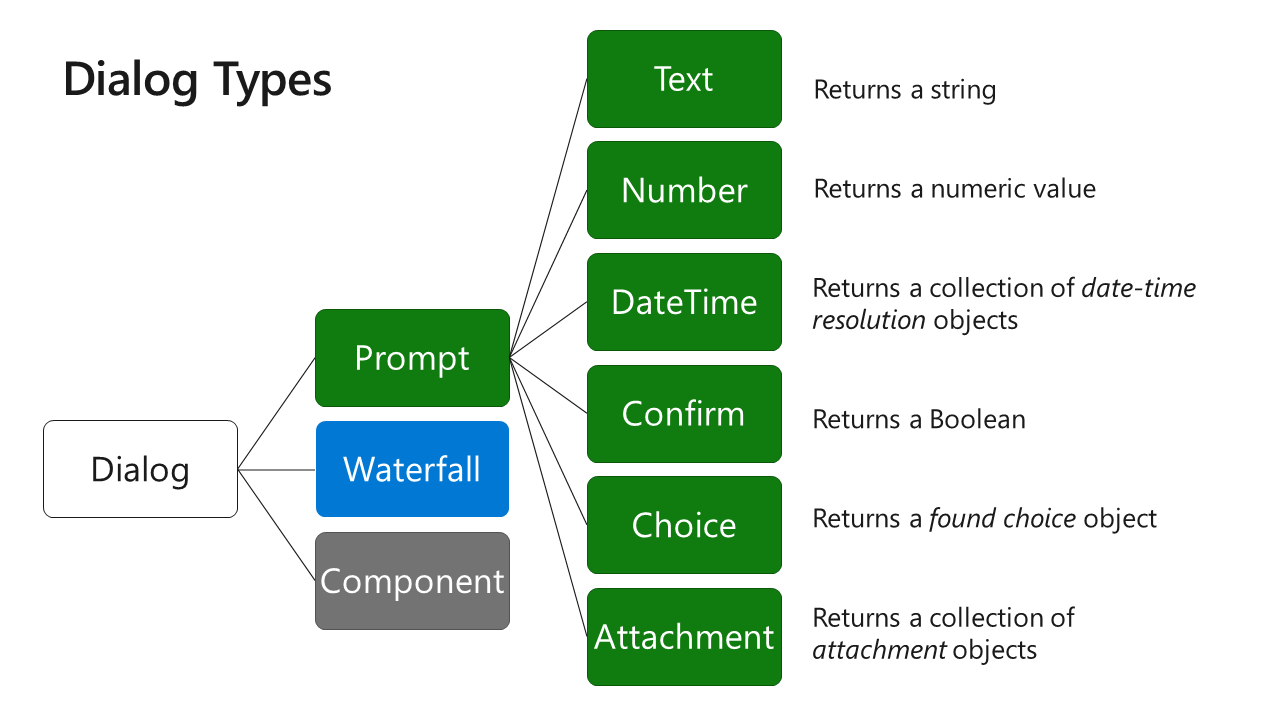 Dialog Types
Dialog
Prompt
Waterfall
Component
Text
Returns a string
Number
Returns a numeric value
DateTime
Returns a collection of date-time
resolution objects
Confirm
Returns a Boolean
Choice
Returns a found choice object
Attachment
Returns a collection of
attachment objects